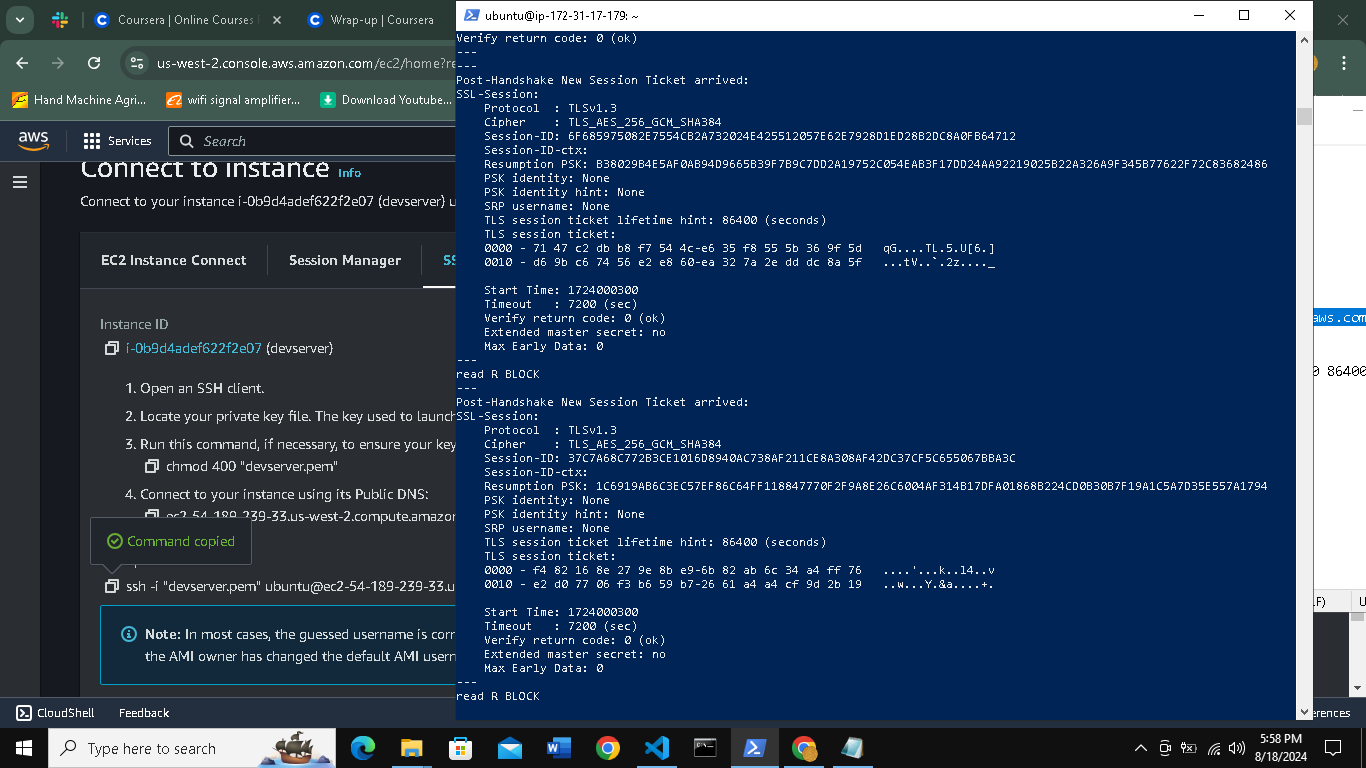 Coursera | Online Courses
Wrap-up | Coursera
ubuntu@ip-172-31-17-179: ~
us-west-2.console.aws.amazon.com/ec2/home?re
Hand Machine Agri...
wifi signal amplifier...
Download Youtube...
aws
Services
Search
Connect to instance Info
Connect to your instance i-0b9d4adef622f2e07 (devserver) u
EC2 Instance Connect
Session Manager
SS
Instance ID
i-0b9d4adef622f2e07 (devserver)
1. Open an SSH client.
2. Locate your private key file. The key used to launch
3. Run this command, if necessary, to ensure your key
chmod 400 "devserver.pem"
4. Connect to your instance using its Public DNS:
ec2-54-189-239-33.us-west-2.compute.amazon
Command copied
ssh -i "devserver.pem" ubuntu@ec2-54-189-239-33.u
Note: In most cases, the guessed username is corr
the AMI owner has changed the default AMI usern
CloudShell
Feedback
Verify return code: 0 (ok)
---
---
Post-Handshake New Session Ticket arrived:
SSL-Session:
Protocol : TLSv1.3
Cipher : TLS_AES_256_GCM_SHA384
Session-ID: 6F685975082E7554CB2A732024E425512057E62E7928D1ED28B2DC8A0FB64712
Session-ID-ctx:
Resumption PSK: B38029B4E5AF0AB94D9665B39F7B9C7DD2A19752C054EAB3F17DD24AA92219025B22A326A9F345B77622F72C83682486
PSK identity: None
PSK identity hint: None
SRP username: None
TLS session ticket lifetime hint: 86400 (seconds)
TLS session ticket:
0000 - 71 47 c2 db b8 f7 54 4c-e6 35 f8 55 5b 36 9f 5d qG....TL.5.U[6.]
0010 - d6 9b c6 74 56 e2 e8 60-ea 32 7a 2e dd dc 8a 5f ...tV..`.2z...._
Start Time: 1724000300
Timeout : 7200 (sec)
Verify return code: 0 (ok)
Extended master secret: no
Max Early Data: 0
---
read R BLOCK
---
Post-Handshake New Session Ticket arrived:
SSL-Session:
Protocol : TLSv1.3
Cipher : TLS_AES_256_GCM_SHA384
Session-ID: 37C7A68C772B3CE1016D8940AC738AF211CE8A308AF42DC37CF5C655067BBA3C
Session-ID-ctx:
Resumption PSK: 1C6919AB6C3EC57EF86C64FF118847770F2F9A8E26C6004AF314B17DFA01868B224CD0B30B7F19A1C5A7D35E557A1794
PSK identity: None
PSK identity hint: None
SRP username: None
TLS session ticket lifetime hint: 86400 (seconds)
TLS session ticket:
0000 - f4 82 16 8e 27 9e 8b e9-6b 82 ab 6c 34 a4 ff 76 ....'...k..l4..v
0010 - e2 d0 77 06 f3 b6 59 b7-26 61 a4 a4 cf 9d 2b 19 ..w...Y.&a....+.
Start Time: 1724000300
Timeout : 7200 (sec)
Verify return code: 0 (ok)
Extended master secret: no
Max Early Data: 0
---
read R BLOCK
aws.com
0 86400
F)
U
erences
Type here to search
5:58 PM
8/18/2024